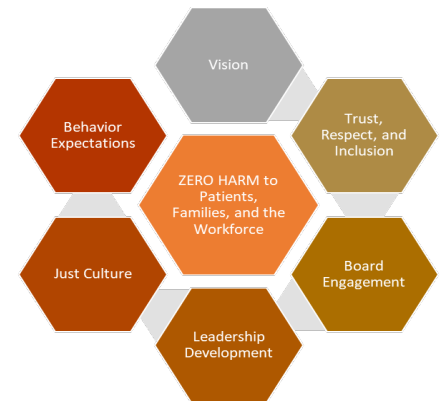 Vision
Trust,
Respect, and
Inclusion
Board
Engagement
Leadership
Development
Just Culture
Behavior
Expectations
ZERO HARM to
Patients,
Families, and the
Workforce